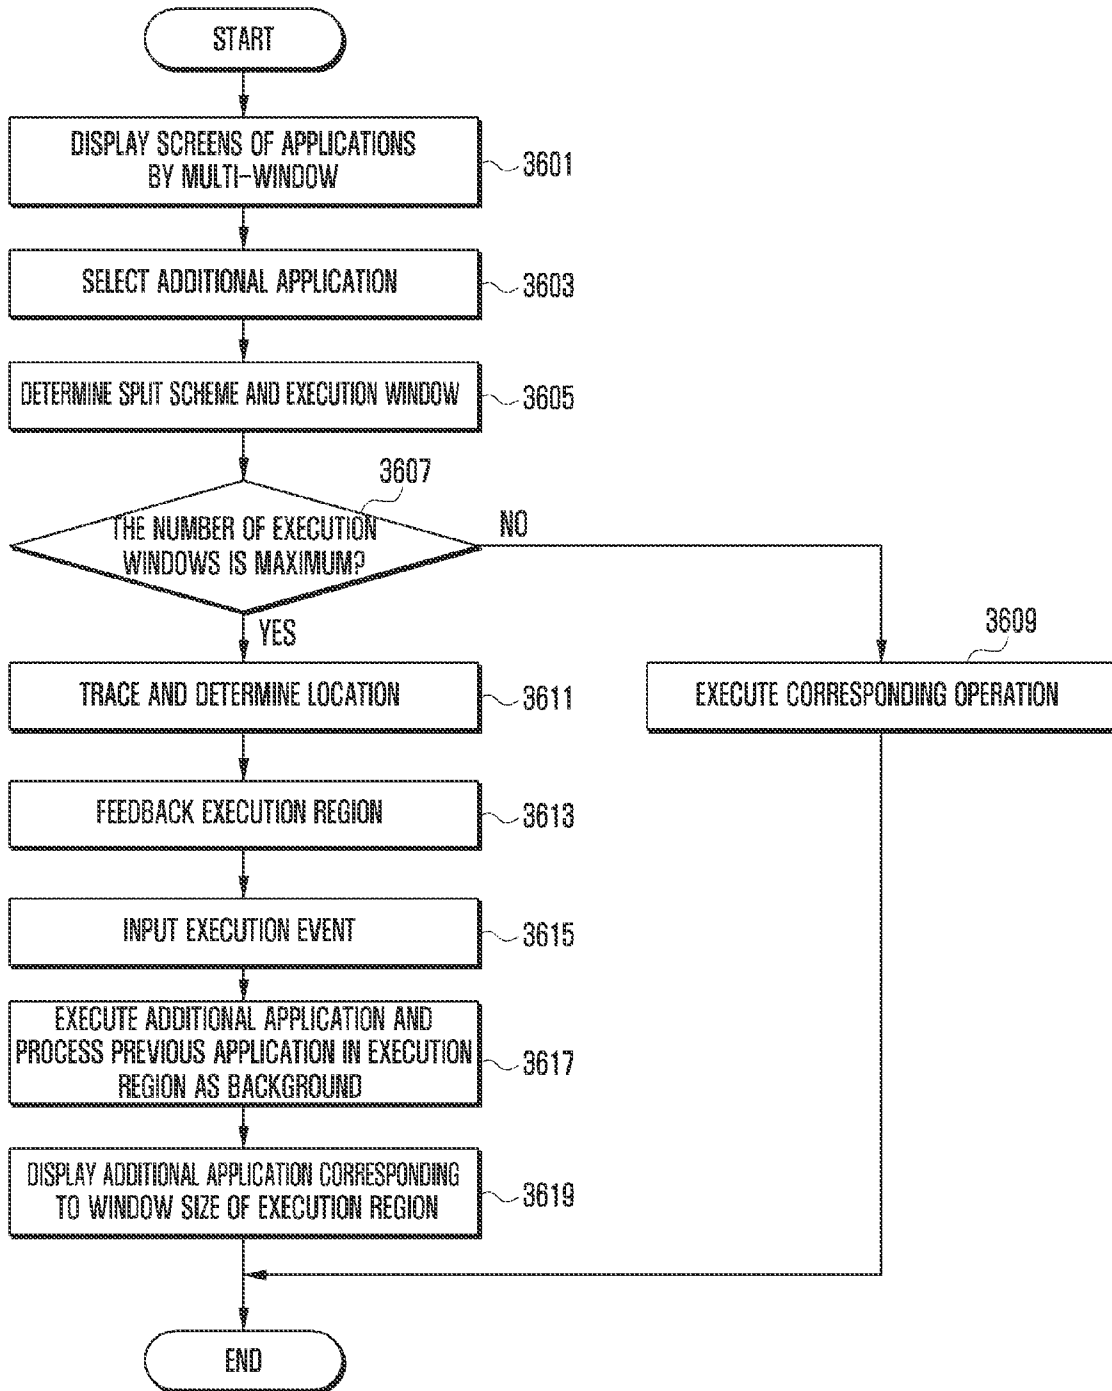 START
DISPLAY SCREENS OF APPLICATIONS
BY MULTI-WINDOW
3601
SELECT ADDITIONAL APPLICATION
3603
DETERMINE SPLIT SCHEME AND EXECUTION WINDOW
3605
3607
THE NUMBER OF EXECUTION
WINDOWS IS MAXIMUM?
NO
YES
3609
TRACE AND DETERMINE LOCATION
3611
EXECUTE CORRESPONDING OPERATION
FEEDBACK EXECUTION REGION
3613
INPUT EXECUTION EVENT
3615
EXECUTE ADDITIONAL APPLICATION AND
PROCESS PREVIOUS APPLICATION IN EXECUTION
REGION AS BACKGROUND
3617
DISPLAY ADDITIONAL APPLICATION CORRESPONDING
TO WINDOW SIZE OF EXECUTION REGION
3619
END